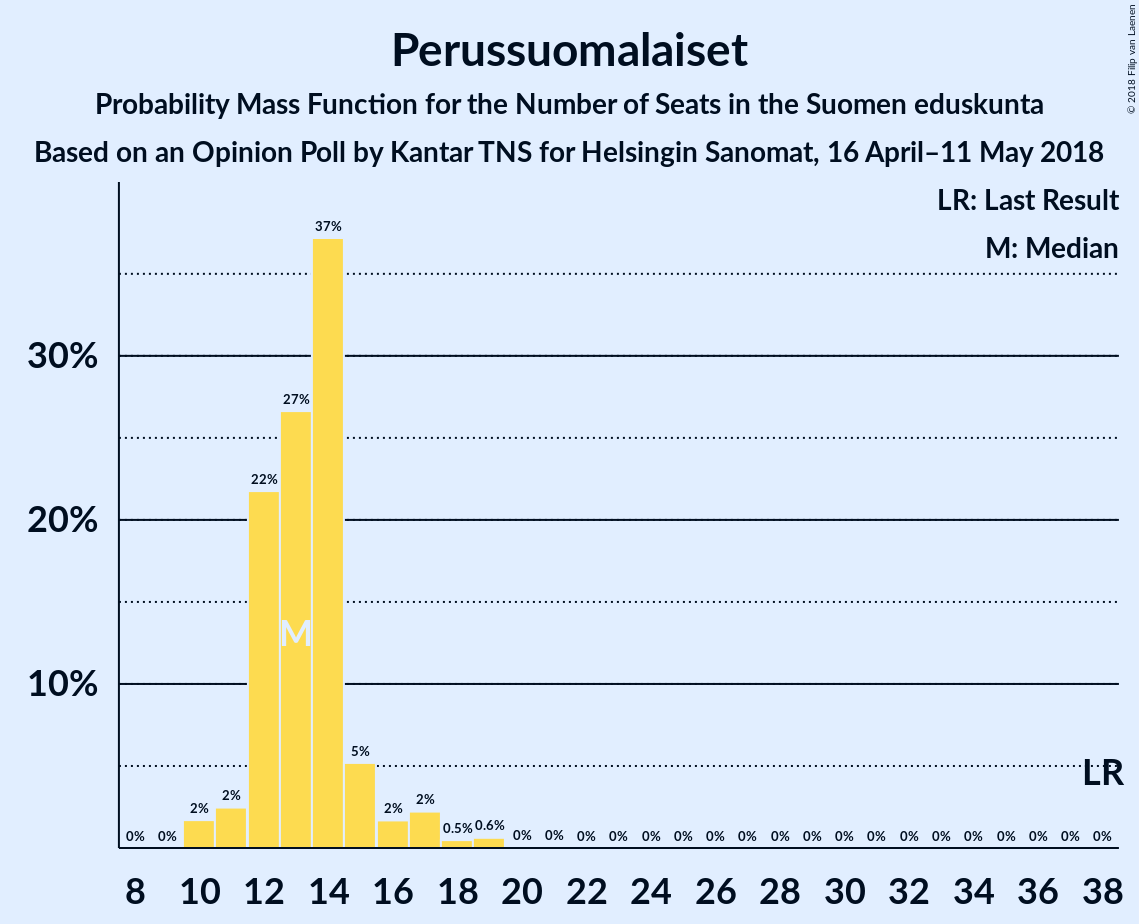 Perussuomalaiset
Probability Mass Function for the Number of Seats in the Suomen eduskunta
Based on an Opinion Poll by Kantar TNS for Helsingin Sanomat, 16 April–11 May 2018
© 2018 Filip van Laenen
LR: Last Result
M: Median
37%
30%
27%
22%
20%
M
10%
5%
LR
0% 0% 2% 2% 2% 2% 0.5% 0.6% 0% 0% 0% 0% 0% 0% 0% 0% 0% 0% 0% 0% 0% 0% 0% 0% 0% 0% 0%
8 10 12 14 16 18 20 22 24 26 28 30 32 34 36 38